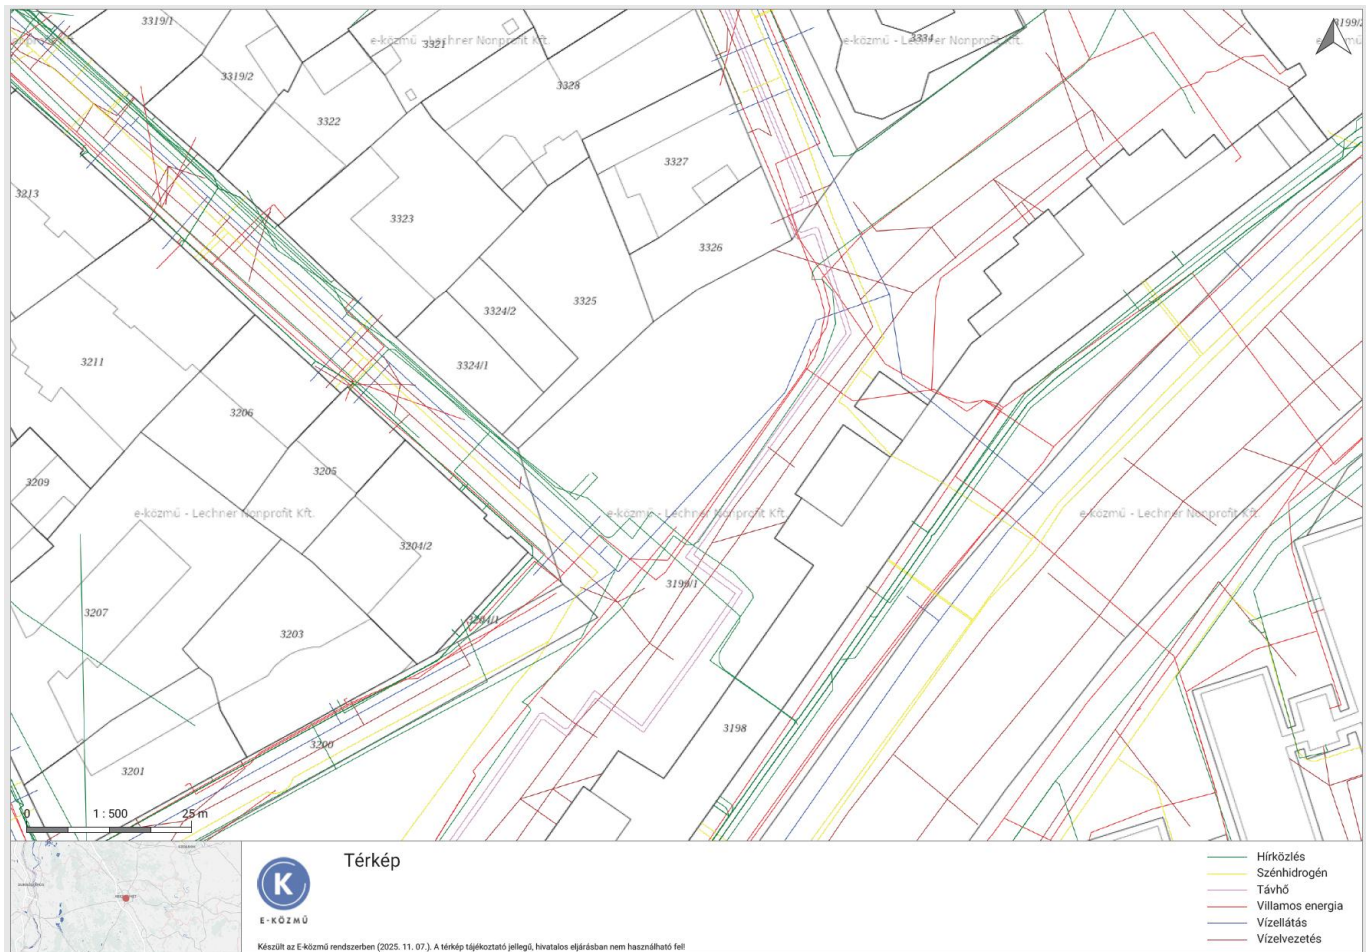 3319/1
3321
3334
3199/2
e-közmű - Lechner Nonprofit Kft.
e-közmű - Lechner Nonprofit Kft.
3319/2
3328
3322
3327
3213
3323
3326
3325
3324/2
3211
3324/1
3206
3205
3209
e-közmű - Lechner Nonprofit Kft.
e-közmű - Lechner Nonprofit Kft.
e-közmű - Lechner Nonprofit Kft.
3204/2
3199/1
3207
3204/1
3203
3198
3200
3201
0 1 : 500 25 m
Térkép
K
E-KÖZMŰ
Készült az E-közmű rendszerben (2025. 11. 07.). A térkép tájékoztató jellegű, hivatalos eljárásban nem használható fel!
Hírközlés
Szénhidrogén
Távhő
Villamos energia
Vízellátás
Vízelvezetés